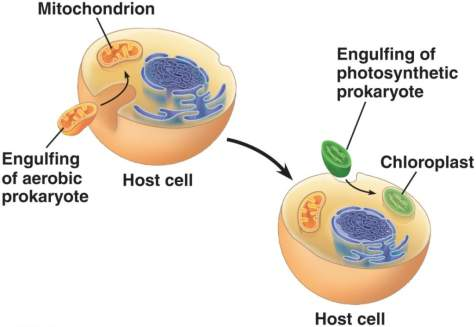 Mitochondrion
Engulfing
of aerobic
prokaryote
Host cell
Engulfing of
photosynthetic
prokaryote
Chloroplast
Host cell